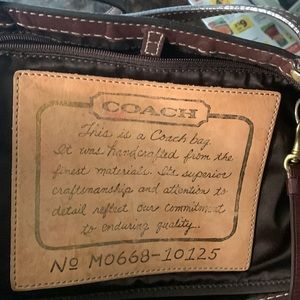 COACH
This is a Coach bag.
It was handcrafted from the
finest materials. It's superior
craftsmanship and attention to
detail reflect our commitment
to enduring quality.
Nº M0668-10125